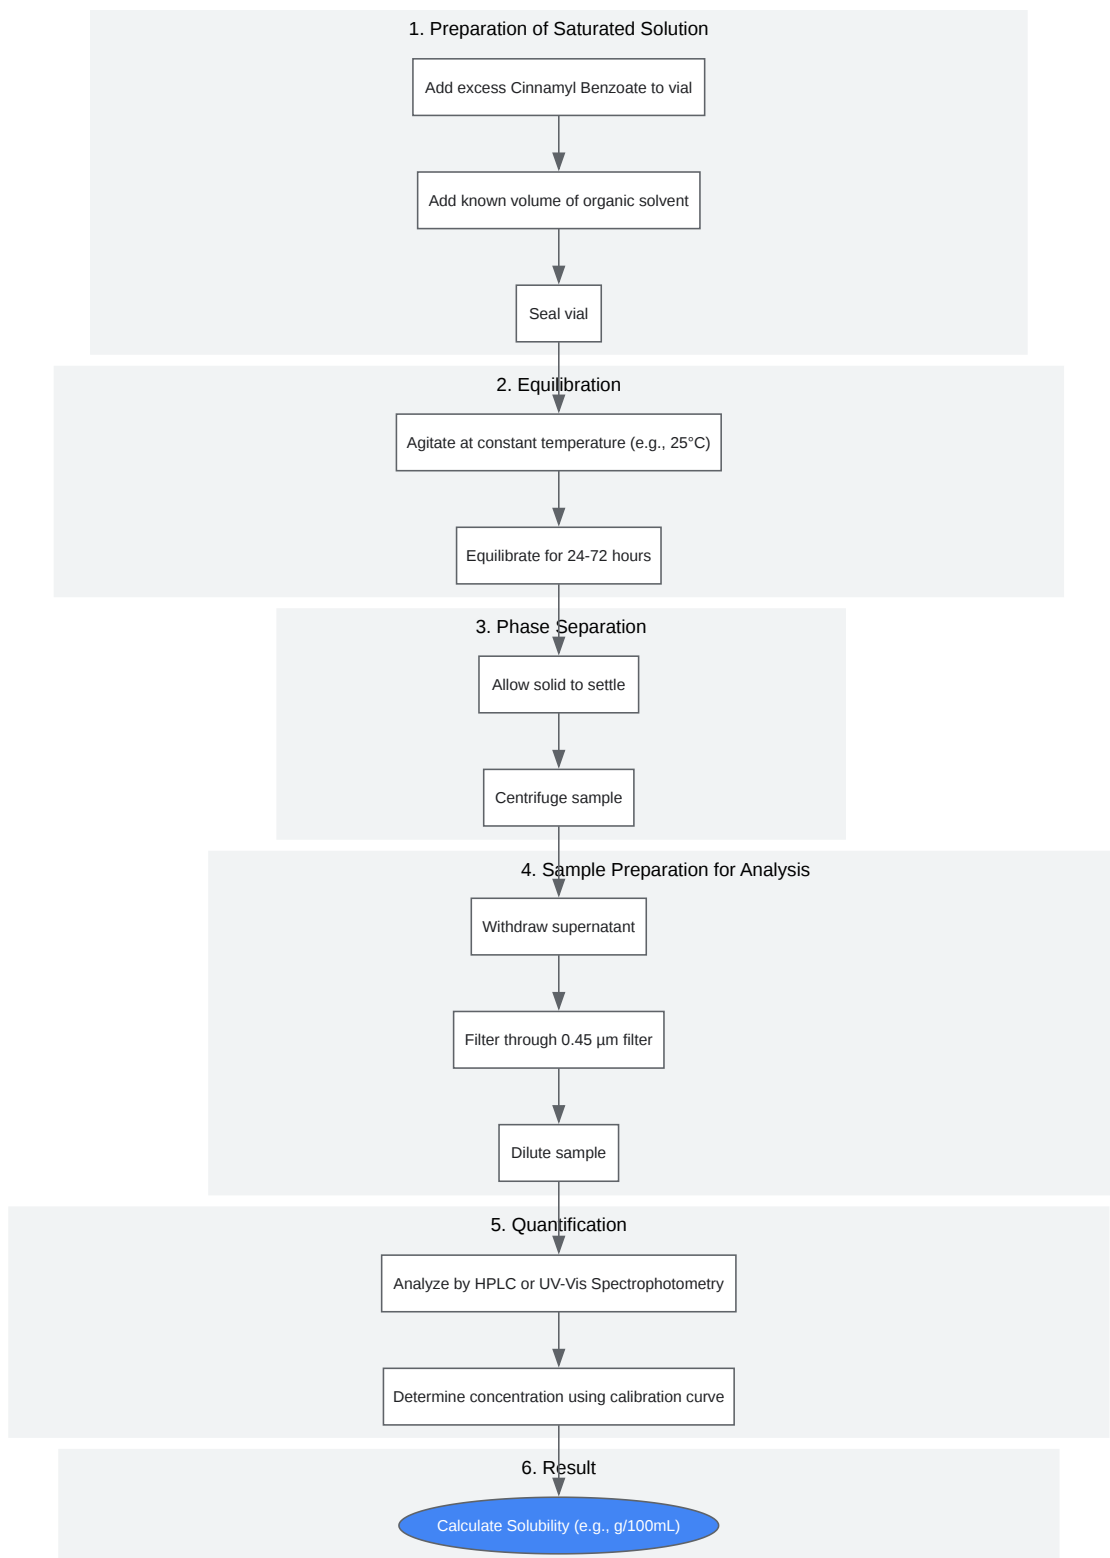 1. Preparation of Saturated Solution
Add excess Cinnamyl Benzoate to vial
Add known volume of organic solvent
Seal vial
2. Equilibration
Agitate at constant temperature (e.g., 25°C)
Equilibrate for 24-72 hours
3. Phase Separation
Allow solid to settle
Centrifuge sample
4. Sample Preparation for Analysis
Withdraw supernatant
Filter through 0.45 µm filter
Dilute sample
5. Quantification
Analyze by HPLC or UV-Vis Spectrophotometry
Determine concentration using calibration curve
6. Result
Calculate Solubility (e.g., g/100mL)